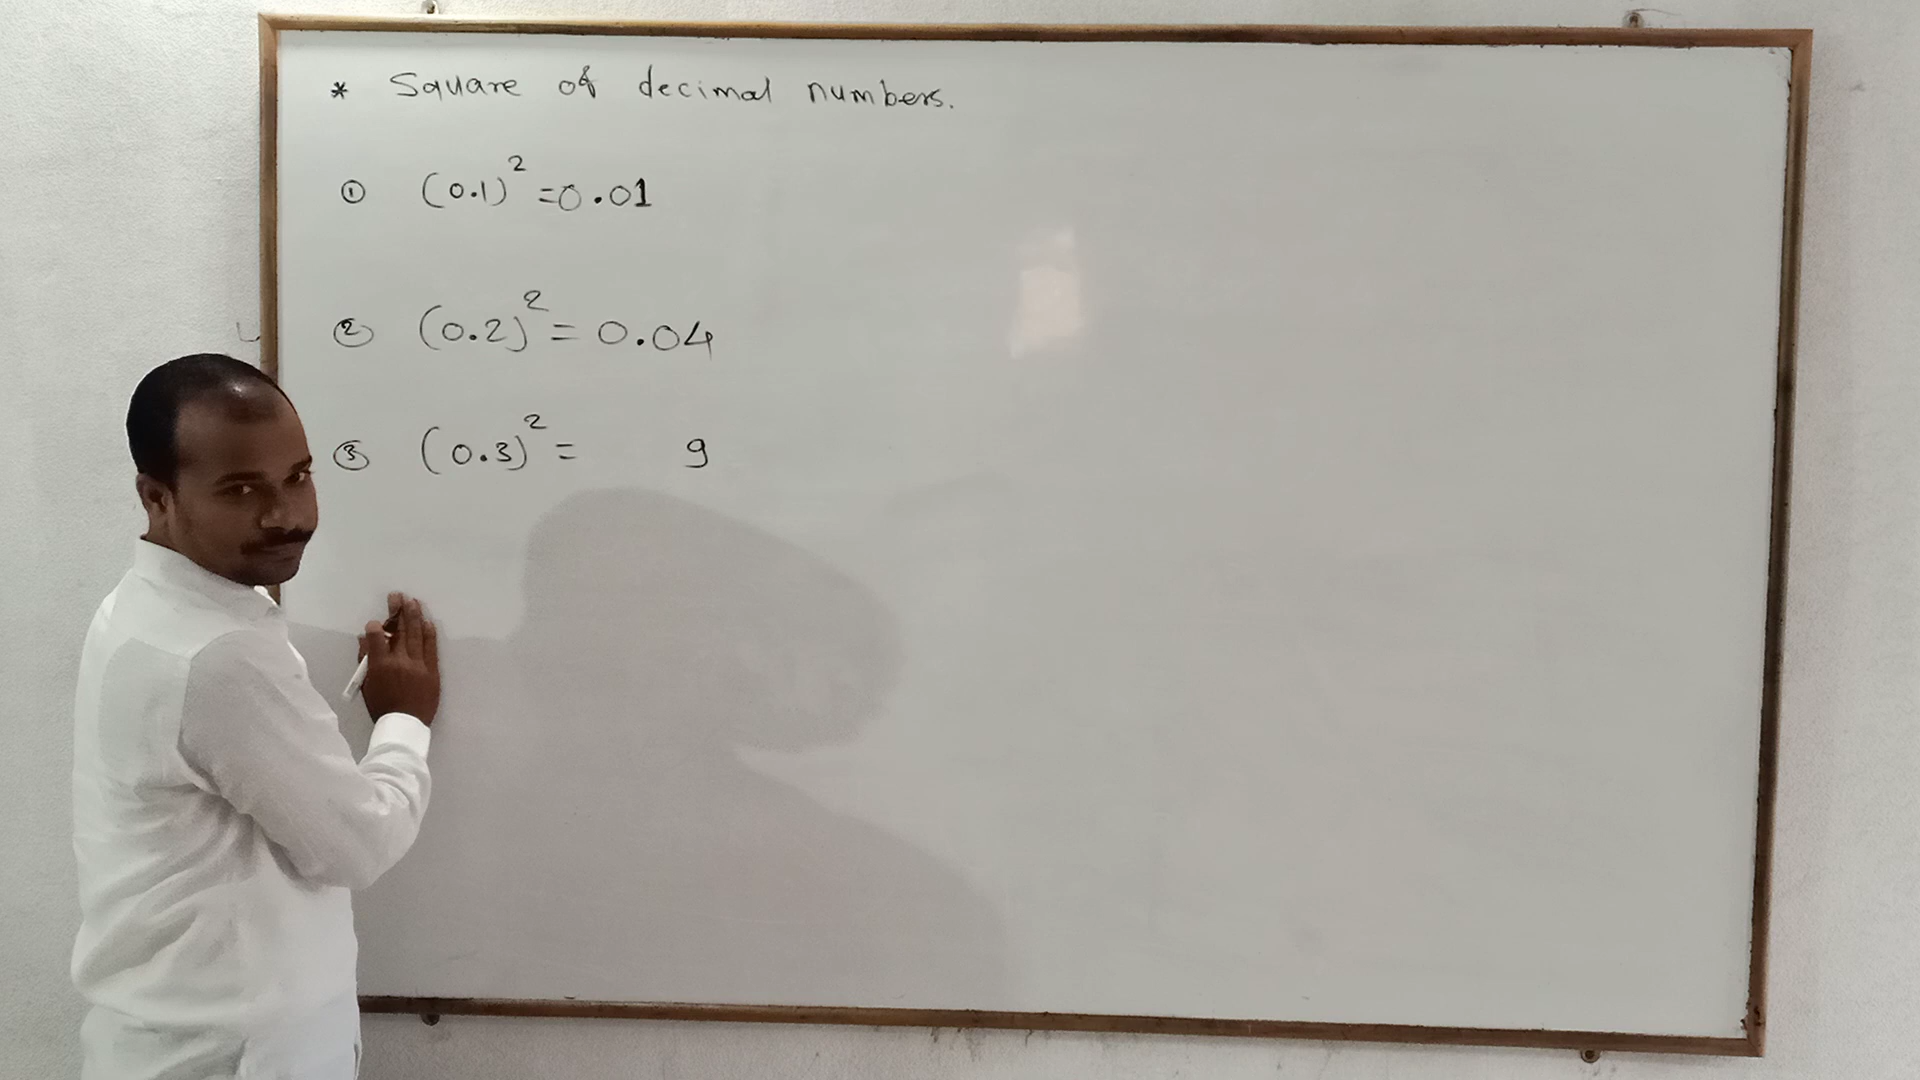 * Square of decimal numbers.
① (0.1)² = 0.01
② (0.2)² = 0.04
③ (0.3)² = 9